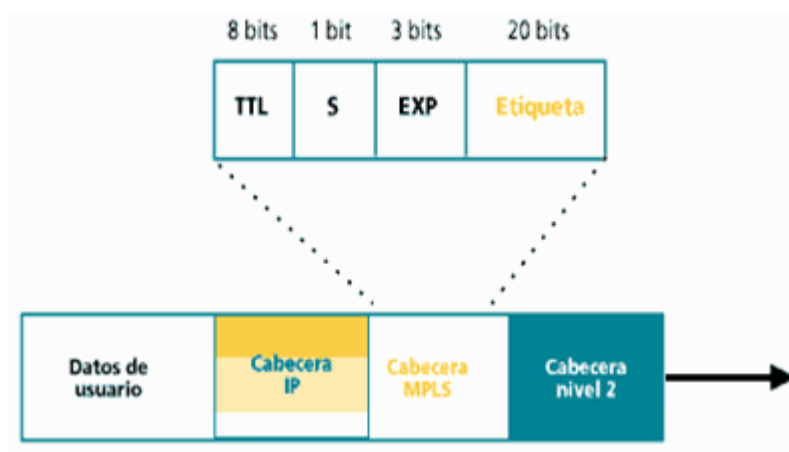 8 bits 1 bit 3 bits 20 bits
TTL S EXP Etiqueta
Datos de
usuario
Cabecera
IP
Cabecera
MPLS
Cabecera
nivel 2